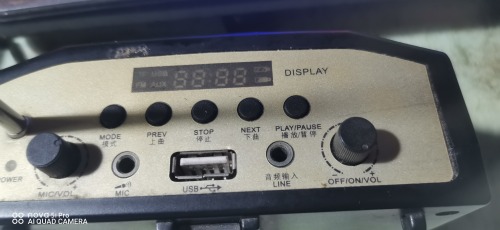 88:88
DISPLAY
MODE
模式
PREV
上曲
STOP
停止
NEXT
下曲
PLAY/PAUSE
播放/暂停
POWER
MIC/VOL
MIC
USB
音频输入
LINE
OFF/ON/VOL
nova 5i Pro
AI QUAD CAMERA